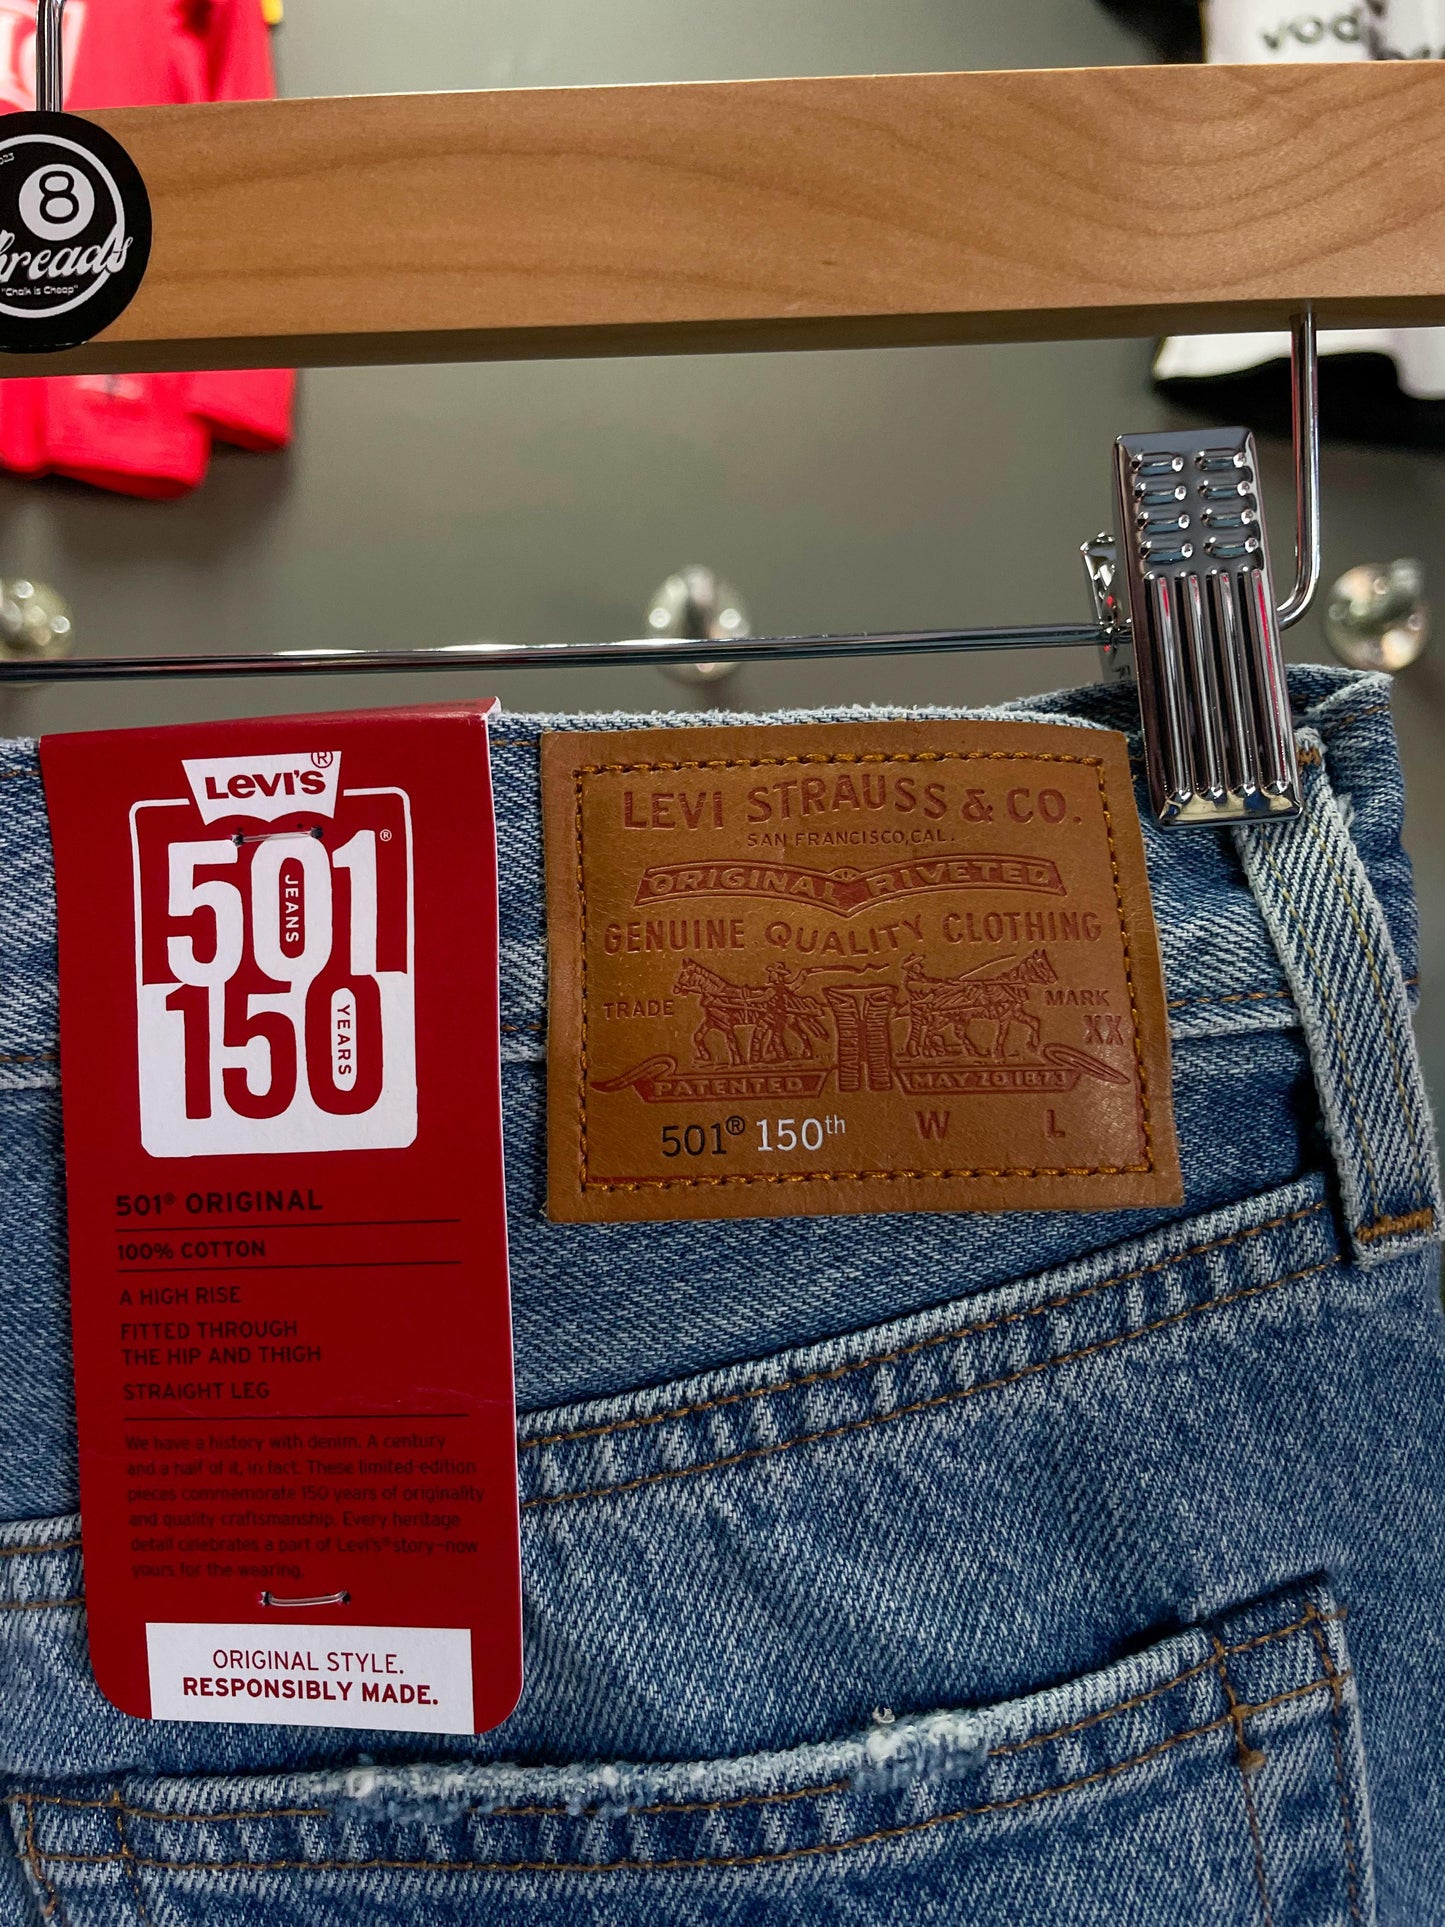 8
"Chalk is Cheap"
LEVI'S®
501®
JEANS
150
YEARS
501® ORIGINAL
100% COTTON
A HIGH RISE
FITTED THROUGH
THE HIP AND THIGH
STRAIGHT LEG
We have a history with denim. A century
and a half of it, in fact. These limited-edition
pieces commemorate 150 years of originality
and quality craftsmanship. Every heritage
detail celebrates a part of Levi's® story—now
yours for the wearing.
ORIGINAL STYLE.
RESPONSIBLY MADE.
LEVI STRAUSS & CO.
SAN FRANCISCO, CAL.
ORIGINAL RIVETED
GENUINE QUALITY CLOTHING
TRADE MARK
XX
PATENTED MAY 20 1873
501® 150th W L